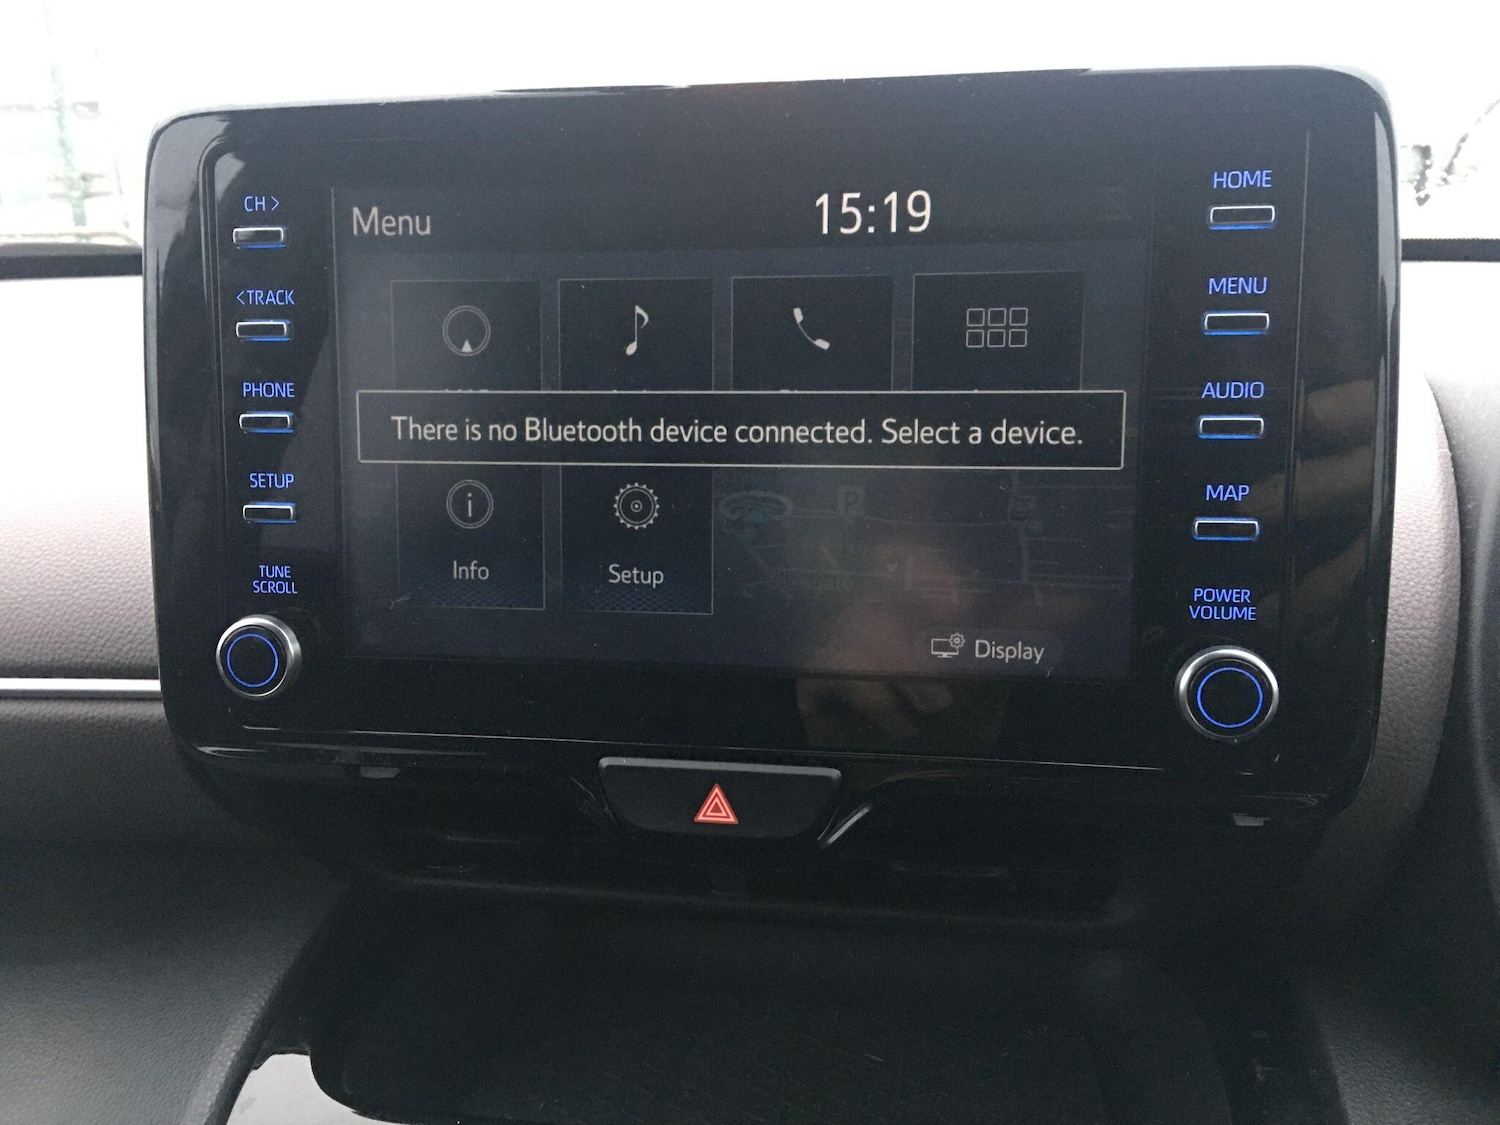 CH >
< TRACK
PHONE
SETUP
TUNE
SCROLL
Menu
15:19
There is no Bluetooth device connected. Select a device.
i
Info
Setup
Display
HOME
MENU
AUDIO
MAP
POWER
VOLUME